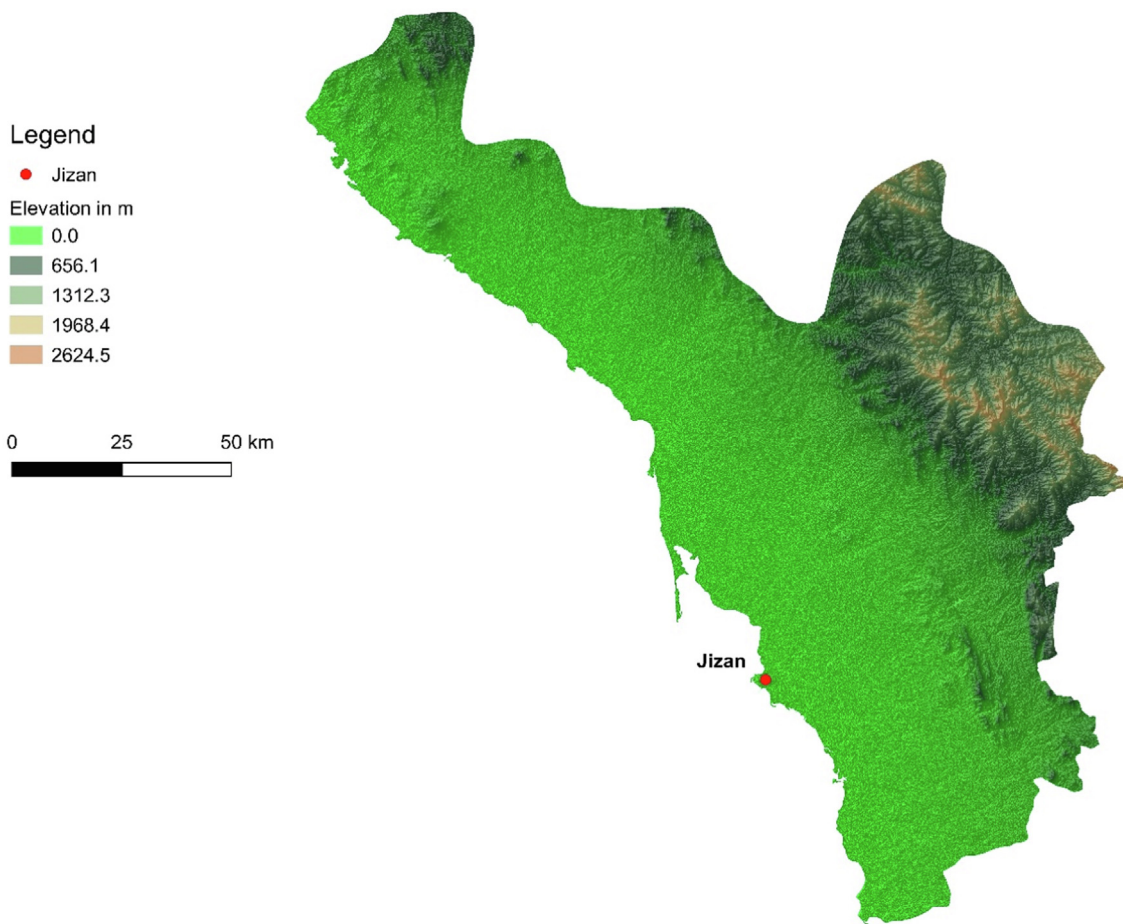 Legend
Jizan
Elevation in m
0.0
656.1
1312.3
1968.4
2624.5
0 25 50 km
Jizan